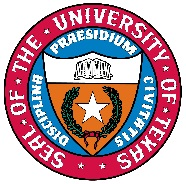 SEAL OF THE UNIVERSITY OF TEXAS
PRAESIDIUM
DISCIPLINA
CIVITATIS